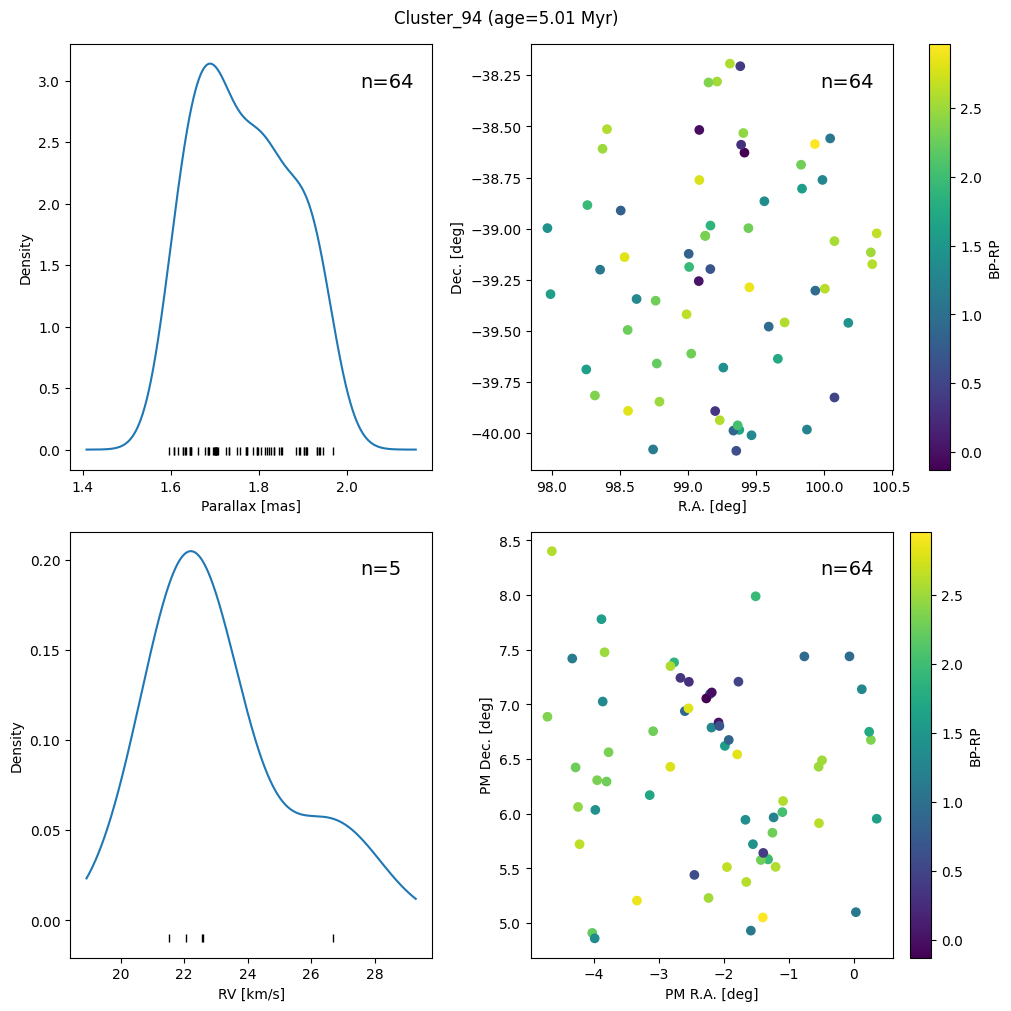 Cluster_94 (age=5.01 Myr)
n=64
3.0
2.5
2.0
1.5
1.0
0.5
0.0
Density
1.4 1.6 1.8 2.0
Parallax [mas]
n=64
−38.25
−38.50
−38.75
−39.00
−39.25
−39.50
−39.75
−40.00
Dec. [deg]
98.0 98.5 99.0 99.5 100.0 100.5
R.A. [deg]
2.5
2.0
1.5
1.0
0.5
0.0
BP-RP
n=5
0.20
0.15
0.10
0.05
0.00
Density
20 22 24 26 28
RV [km/s]
n=64
8.5
8.0
7.5
7.0
6.5
6.0
5.5
5.0
PM Dec. [deg]
−4 −3 −2 −1 0
PM R.A. [deg]
2.5
2.0
1.5
1.0
0.5
0.0
BP-RP